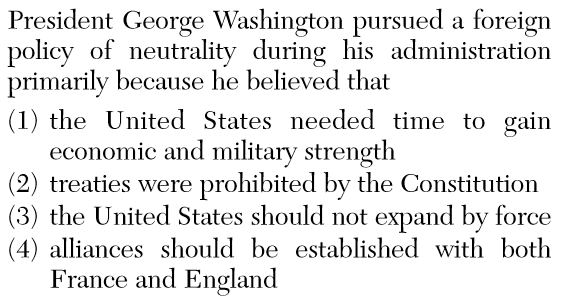 President George Washington pursued a foreign
policy of neutrality during his administration
primarily because he believed that
(1) the United States needed time to gain
economic and military strength
(2) treaties were prohibited by the Constitution
(3) the United States should not expand by force
(4) alliances should be established with both
France and England